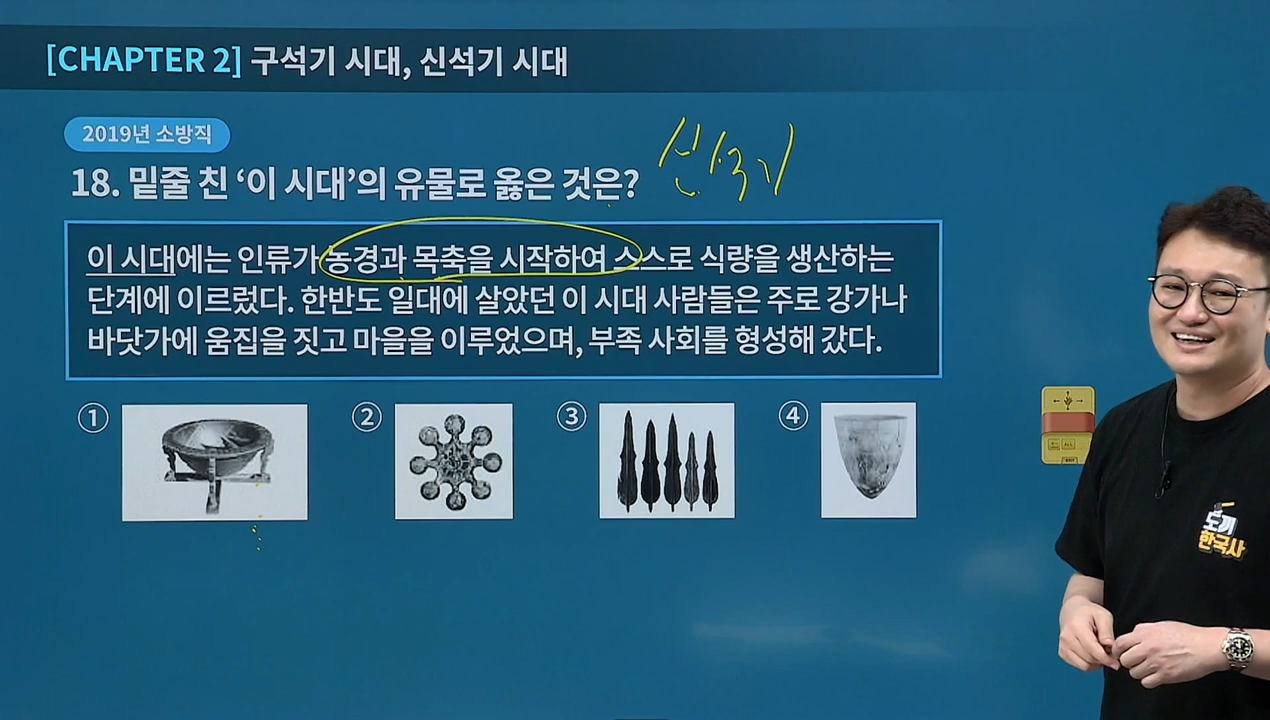 [CHAPTER 2] 구석기 시대, 신석기 시대
2019년 소방직
18. 밑줄 친 ‘이 시대’의 유물로 옳은 것은?
신석기
이 시대에는 인류가 농경과 목축을 시작하여 스스로 식량을 생산하는
단계에 이르렀다. 한반도 일대에 살았던 이 시대 사람들은 주로 강가나
바닷가에 움집을 짓고 마을을 이루었으며, 부족 사회를 형성해 갔다.
① ② ③ ④
도끼
한국사